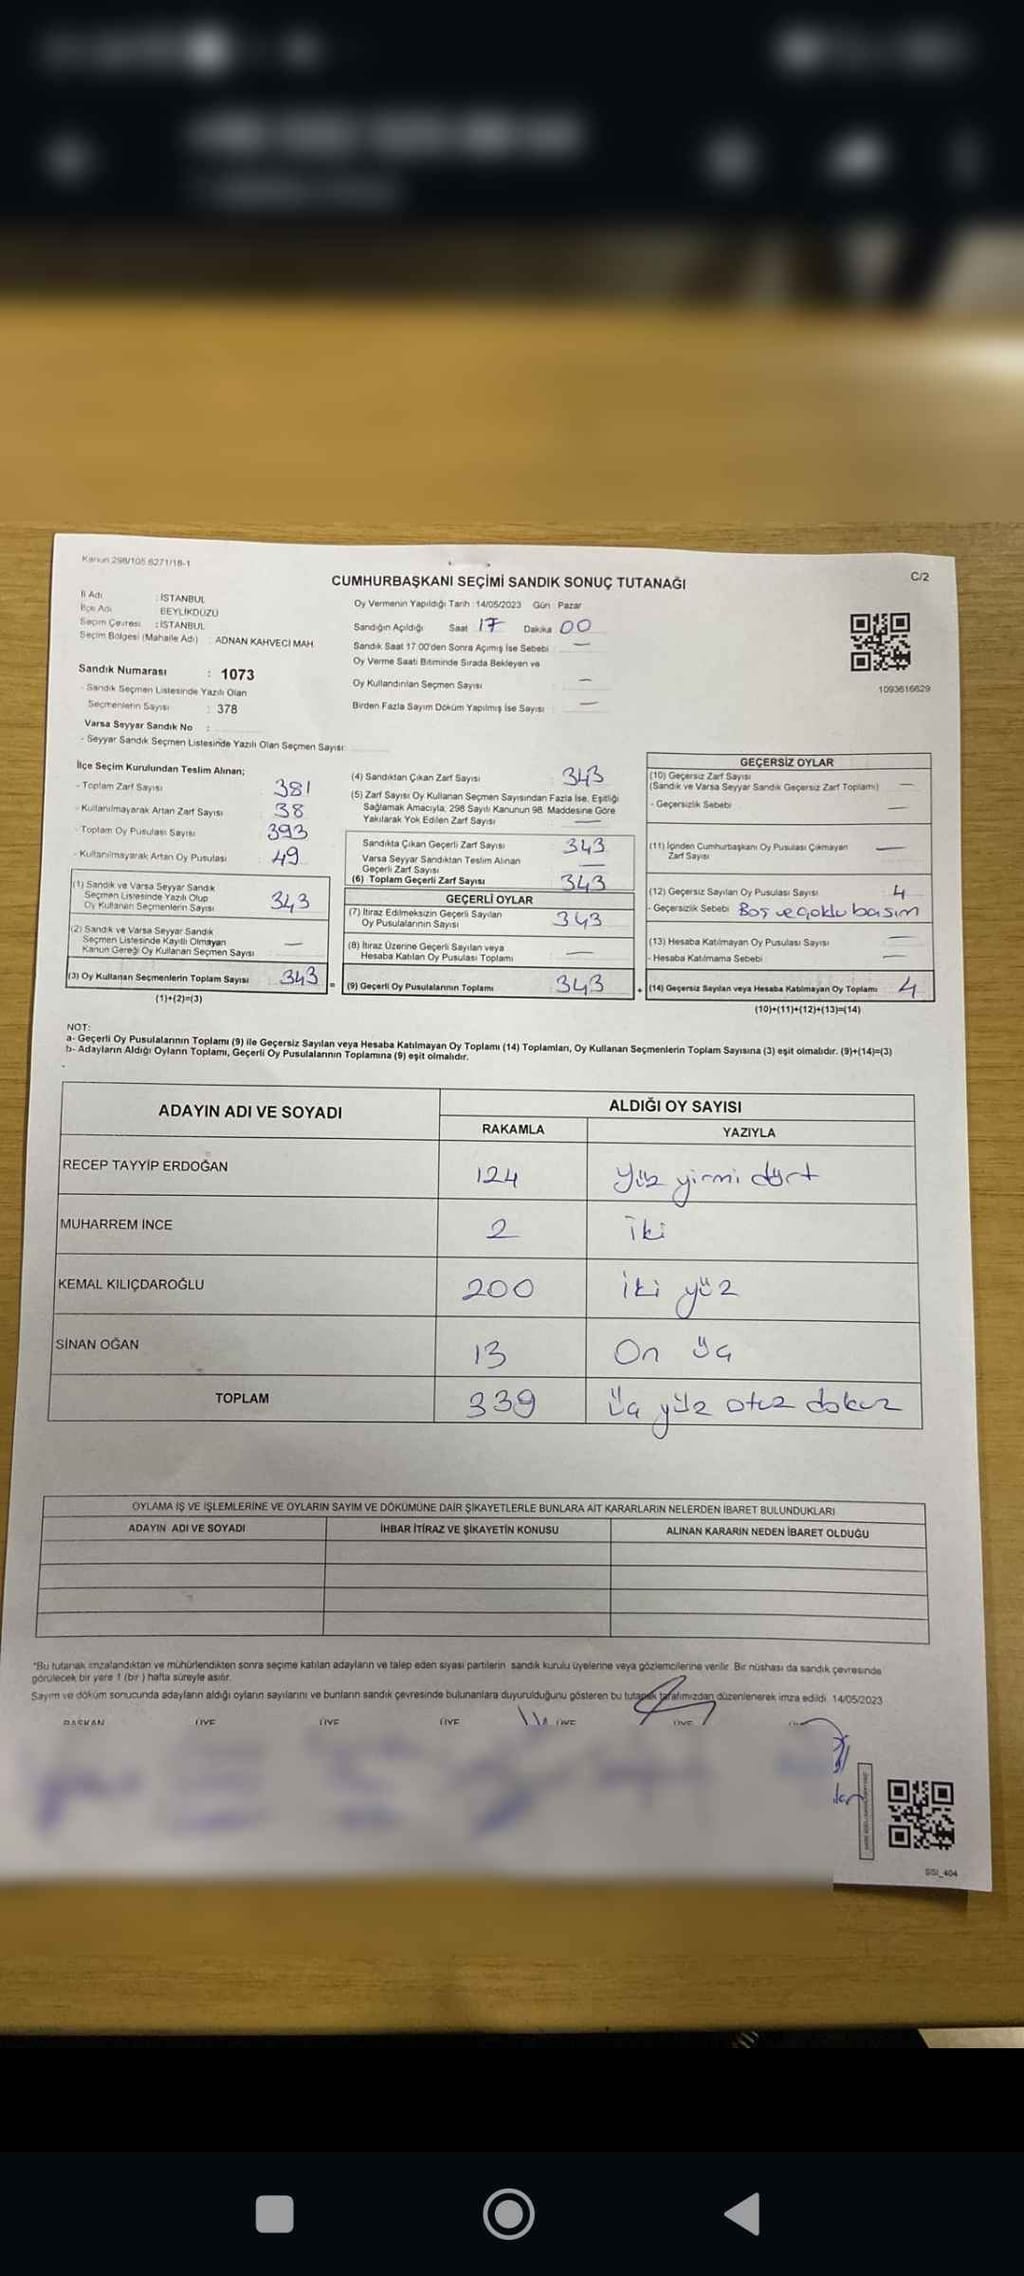 Kanun 298/105 6271/18-1
CUMHURBAŞKANI SEÇİMİ SANDIK SONUÇ TUTANAĞI
C/2
İl Adı : İSTANBUL
İlçe Adı BEYLİKDÜZÜ
Seçim Çevresi : İSTANBUL
Seçim Bölgesi (Mahalle Adı) : ADNAN KAHVECİ MAH
Oy Vermenin Yapıldığı Tarih : 14/05/2023 Gün : Pazar
Sandığın Açıldığı Saat 17 Dakika 00
Sandık Saat 17:00'den Sonra Açımış İse Sebebi —
Oy Verme Saati Bitiminde Sırada Bekleyen ve
Oy Kullandırılan Seçmen Sayısı —
Birden Fazla Sayım Döküm Yapılmış İse Sayısı : —
1093616629
Sandık Numarası : 1073
- Sandık Seçmen Listesinde Yazılı Olan
Seçmenlerin Sayısı : 378
Varsa Seyyar Sandık No :
- Seyyar Sandık Seçmen Listesinde Yazılı Olan Seçmen Sayısı:
İlçe Seçim Kurulundan Teslim Alınan;
- Toplam Zarf Sayısı : 381
- Kullanılmayarak Artan Zarf Sayısı : 38
- Toplam Oy Pusulası Sayısı : 393
- Kullanılmayarak Artan Oy Pusulası : 49
(1) Sandık ve Varsa Seyyar Sandık
Seçmen Listesinde Yazılı Olup
Oy Kullanan Seçmenlerin Sayısı 343
(2) Sandık ve Varsa Seyyar Sandık
Seçmen Listesinde Kayıtlı Olmayan
Kanun Gereği Oy Kullanan Seçmen Sayısı —
(3) Oy Kullanan Seçmenlerin Toplam Sayısı 343
(1)+(2)=(3)
(4) Sandıktan Çıkan Zarf Sayısı 343
(5) Zarf Sayısı Oy Kullanan Seçmen Sayısından Fazla İse, Eşitliği
Sağlamak Amacıyla, 298 Sayılı Kanunun 98. Maddesine Göre
Yakılarak Yok Edilen Zarf Sayısı —
Sandıkta Çıkan Geçerli Zarf Sayısı 343
Varsa Seyyar Sandıktan Teslim Alınan
Geçerli Zarf Sayısı —
(6) Toplam Geçerli Zarf Sayısı 343
GEÇERLİ OYLAR
(7) İtiraz Edilmeksizin Geçerli Sayılan
Oy Pusulalarının Sayısı 343
(8) İtiraz Üzerine Geçerli Sayılan veya
Hesaba Katılan Oy Pusulası Toplamı —
= (9) Geçerli Oy Pusulalarının Toplamı 343
GEÇERSİZ OYLAR
(10) Geçersiz Zarf Sayısı —
(Sandık ve Varsa Seyyar Sandık Geçersiz Zarf Toplamı)
- Geçersizlik Sebebi —
(11) İçinden Cumhurbaşkanı Oy Pusulası Çıkmayan
Zarf Sayısı —
(12) Geçersiz Sayılan Oy Pusulası Sayısı 4
- Geçersizlik Sebebi Boş ve çoklu basım
(13) Hesaba Katılmayan Oy Pusulası Sayısı —
- Hesaba Katılmama Sebebi —
+ (14) Geçersiz Sayılan veya Hesaba Katılmayan Oy Toplamı 4
(10)+(11)+(12)+(13)=(14)
NOT:
a- Geçerli Oy Pusulalarının Toplamı (9) ile Geçersiz Sayılan veya Hesaba Katılmayan Oy Toplamı (14) Toplamları, Oy Kullanan Seçmenlerin Toplam Sayısına (3) eşit olmalıdır. (9)+(14)=(3)
b- Adayların Aldığı Oyların Toplamı, Geçerli Oy Pusulalarının Toplamına (9) eşit olmalıdır.
ADAYIN ADI VE SOYADI ALDIĞI OY SAYISI
RAKAMLA YAZIYLA
RECEP TAYYİP ERDOĞAN 124 Yüz yirmi dört
MUHARREM İNCE 2 iki
KEMAL KILIÇDAROĞLU 200 iki yüz
SİNAN OĞAN 13 On üç
TOPLAM 339 üç yüz otuz dokuz
OYLAMA İŞ VE İŞLEMLERİNE VE OYLARIN SAYIM VE DÖKÜMÜNE DAİR ŞİKAYETLERLE BUNLARA AİT KARARLARIN NELERDEN İBARET BULUNDUKLARI
ADAYIN ADI VE SOYADI İHBAR İTİRAZ VE ŞİKAYETİN KONUSU ALINAN KARARIN NEDEN İBARET OLDUĞU
*Bu tutanak imzalandıktan ve mühürlendikten sonra seçime katılan adayların ve talep eden siyasi partilerin sandık kurulu üyelerine veya gözlemcilerine verilir. Bir nüshası da sandık çevresinde
görülecek bir yere 1 (bir) hafta süreyle asılır.
Sayım ve döküm sonucunda adayların aldığı oyların sayılarını ve bunların sandık çevresinde bulunanlara duyurulduğunu gösteren bu tutanak tarafımızdan düzenlenerek imza edildi. 14/05/2023
BAŞKAN ÜYE ÜYE ÜYE ÜYE ÜYE
SSI_404